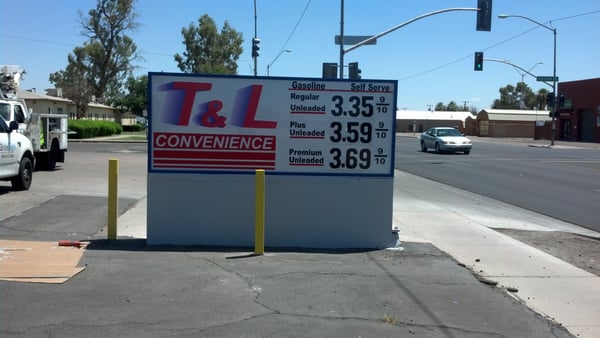 T&L
CONVENIENCE
Gasoline Self Serve
Regular
Unleaded 3.35 9/10
Plus
Unleaded 3.59 9/10
Premium
Unleaded 3.69 9/10